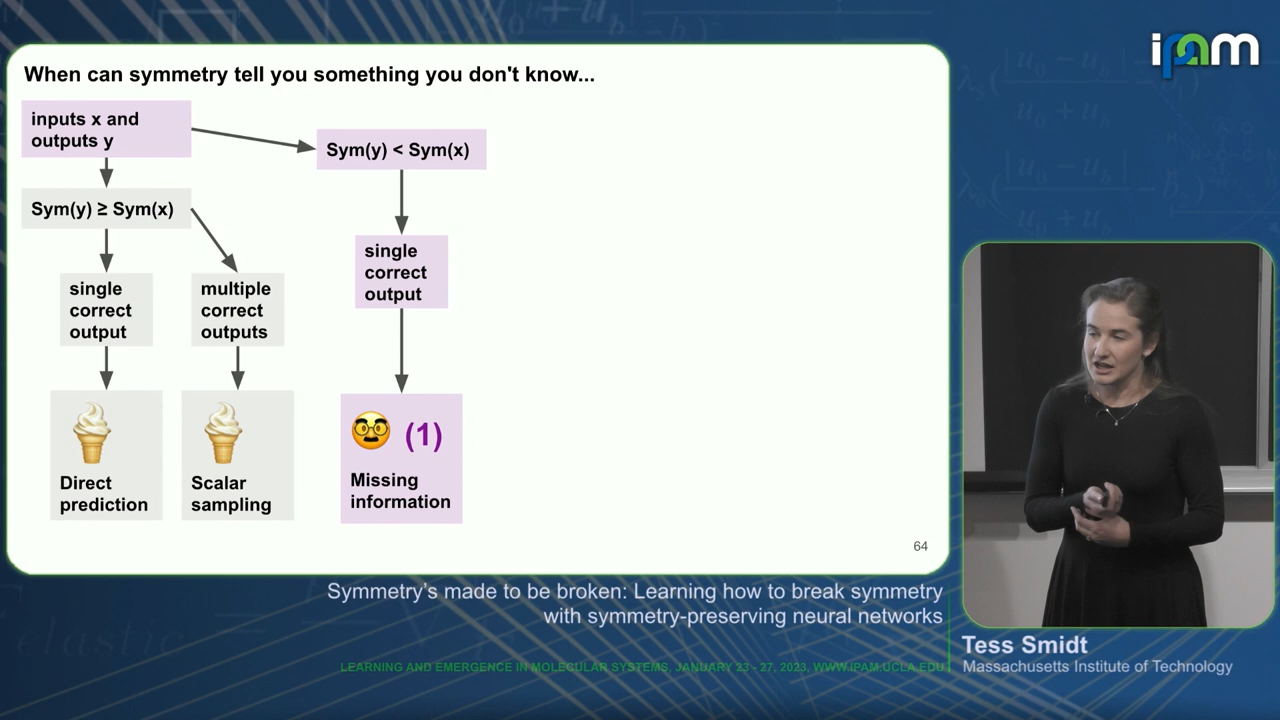 When can symmetry tell you something you don't know...
inputs x and
outputs y
Sym(y) < Sym(x)
Sym(y) ≥ Sym(x)
single
correct
output
multiple
correct
outputs
single
correct
output
Direct
prediction
Scalar
sampling
(1)
Missing
information
64
ipam
Symmetry's made to be broken: Learning how to break symmetry
with symmetry-preserving neural networks
LEARNING AND EMERGENCE IN MOLECULAR SYSTEMS, JANUARY 23 - 27, 2023, WWW.IPAM.UCLA.EDU
Tess Smidt
Massachusetts Institute of Technology
elastic